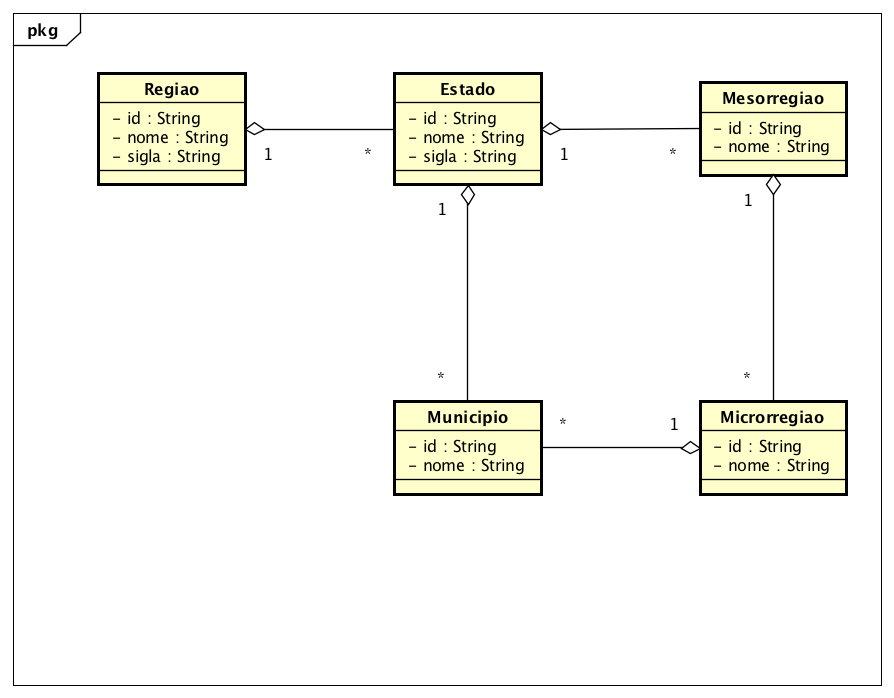 pkg
Regiao
- id : String
- nome : String
- sigla : String
1
*
Estado
- id : String
- nome : String
- sigla : String
1
*
Mesorregiao
- id : String
- nome : String
1
*
1
*
Municipio
- id : String
- nome : String
*
1
Microrregiao
- id : String
- nome : String